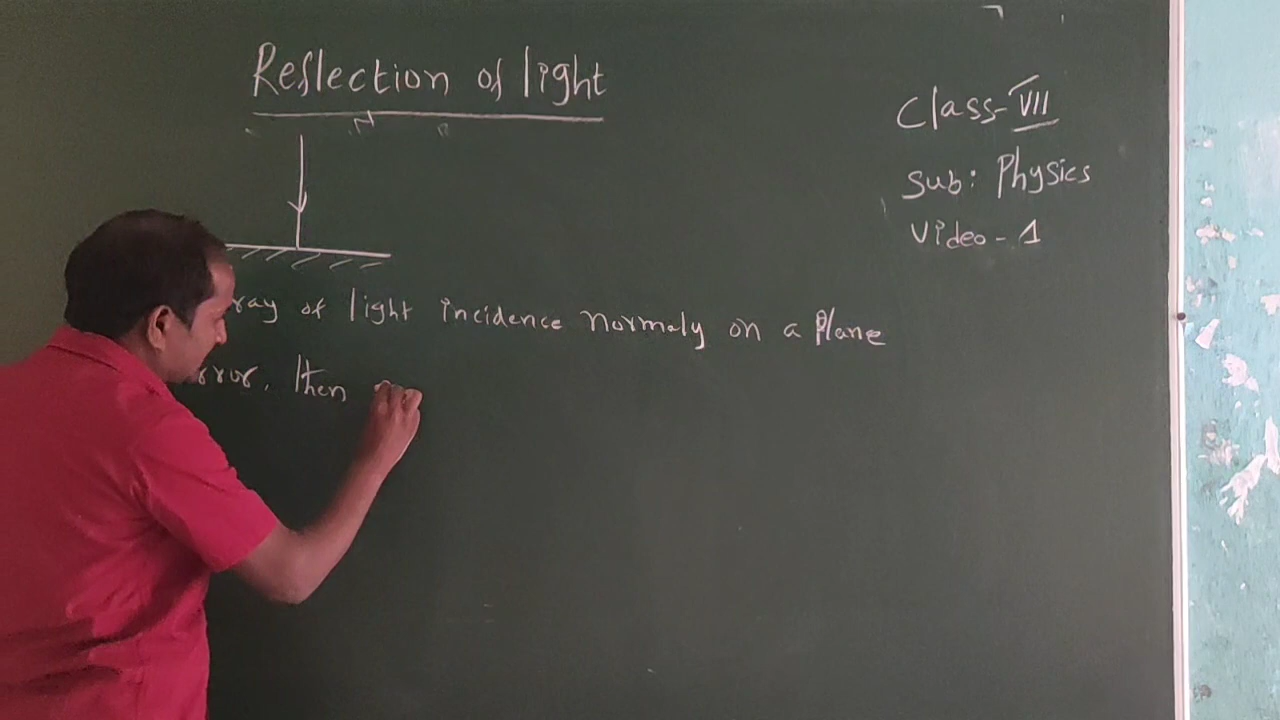 Reflection of light
Class-VII
Sub: Physics
Video-1
N
ray of light incidence normaly on a Plane
rror, then